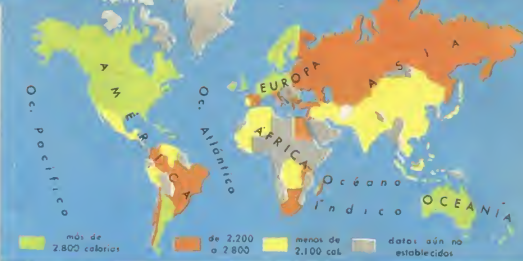 AMÉRICA
EUROPA
ASIA
ÁFRICA
OCEANÍA
Oc. Pacífico
Oc. Atlántico
Océano
Índico
más de
2.800 calorías
de 2.200
a 2.800
menos de
2.100 cal.
datos aún no
establecidos